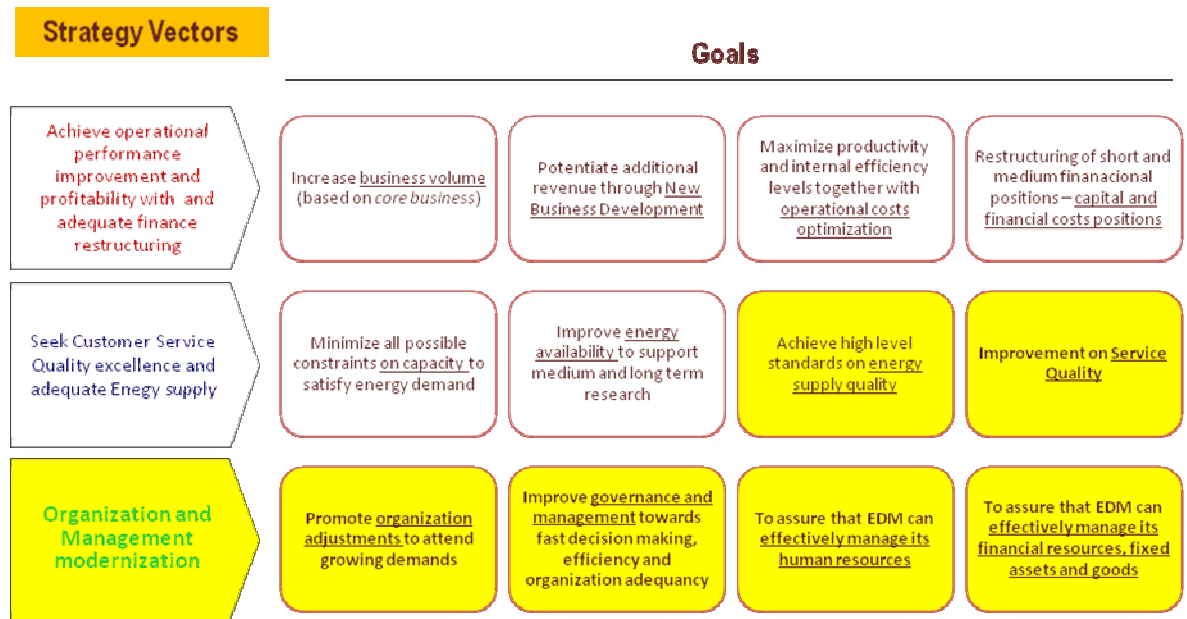 Strategy Vectors
Goals
Achieve operational
performance
improvement and
profitability with  and
adequate finance
restructuring
Increase business volume
(based on core business)
Potentiate additional
revenue through New
Business Development
Maximize productivity
and internal efficiency
levels together with
operational costs
optimization
Restructuring of short and
medium finanacional
positions – capital and
financial costs positions
Seek Customer Service
Quality excellence and
adequate Enegy supply
Minimize all possible
constraints on capacity to
satisfy energy demand
Improve energy
availability to support
medium and long term
research
Achieve high level
standards on energy
supply quality
Improvement on Service
Quality
Organization and
Management
modernization
Promote organization
adjustments to attend
growing demands
Improve governance and
management towards
fast decision making,
efficiency and
organization adequancy
To assure that EDM can
effectively manage its
human resources
To assure that EDM can
effectively manage its
financial resources, fixed
assets and goods